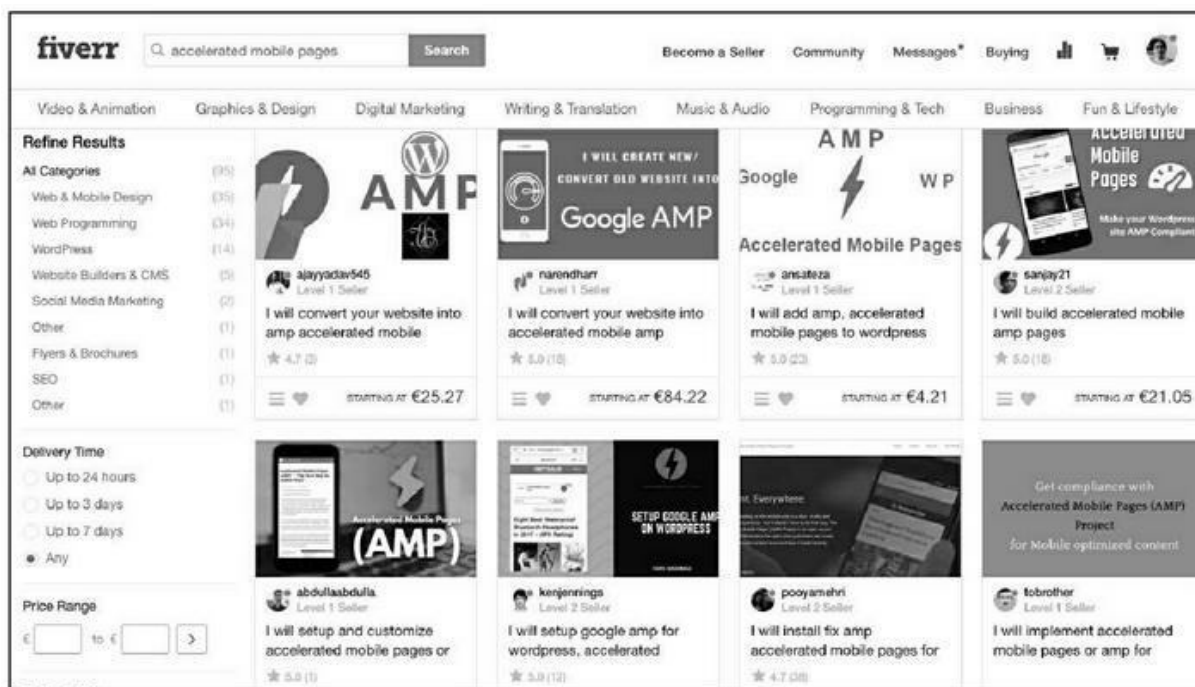 fiverr
accelerated mobile pages
Search
Become a Seller
Community
Messages
Buying
Video & Animation
Graphics & Design
Digital Marketing
Writing & Translation
Music & Audio
Programming & Tech
Business
Fun & Lifestyle
Refine Results
All Categories (95)
Web & Mobile Design (35)
Web Programming (34)
WordPress (14)
Website Builders & CMS (5)
Social Media Marketing (2)
Other (1)
Flyers & Brochures (1)
SEO (1)
Other (1)
Delivery Time
Up to 24 hours
Up to 3 days
Up to 7 days
Any
Price Range
€ to €
AMP
ajayyadav545
Level 1 Seller
I will convert your website into
amp accelerated mobile
4.7
STARTING AT €25.27
I WILL CREATE NEW/
CONVERT OLD WEBSITE INTO
Google AMP
narendharr
Level 1 Seller
I will convert your website into
accelerated mobile amp
5.0
STARTING AT €84.22
AMP
Google
WP
Accelerated Mobile Pages
ansateza
Level 1 Seller
I will add amp, accelerated
mobile pages to wordpress
5.0 (23)
STARTING AT €4.21
Accelerated
Mobile
Pages
Make your Wordpress
site AMP Compliant
sanjay21
Level 2 Seller
I will build accelerated mobile
amp pages
5.0
STARTING AT €21.05
Accelerated Mobile Pages
(AMP)
abdullaabdulla
Level 1 Seller
I will setup and customize
accelerated mobile pages or
5.0 (1)
SETUP GOOGLE AMP
ON WORDPRESS
kenjennings
Level 2 Seller
I will setup google amp for
wordpress, accelerated
5.0 (12)
Everywhere
pooyamehri
Level 2 Seller
I will install fix amp
accelerated mobile pages for
4.7
Get compliance with
Accelerated Mobile Pages (AMP)
Project
for Mobile optimized content
tobrother
Level 1 Seller
I will implement accelerated
mobile pages or amp for